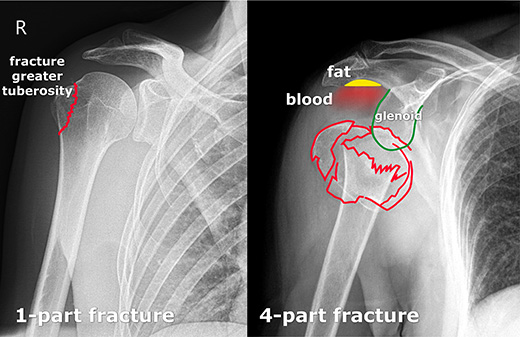 R
fracture
greater
tuberosity
1-part fracture
fat
blood
glenoid
4-part fracture